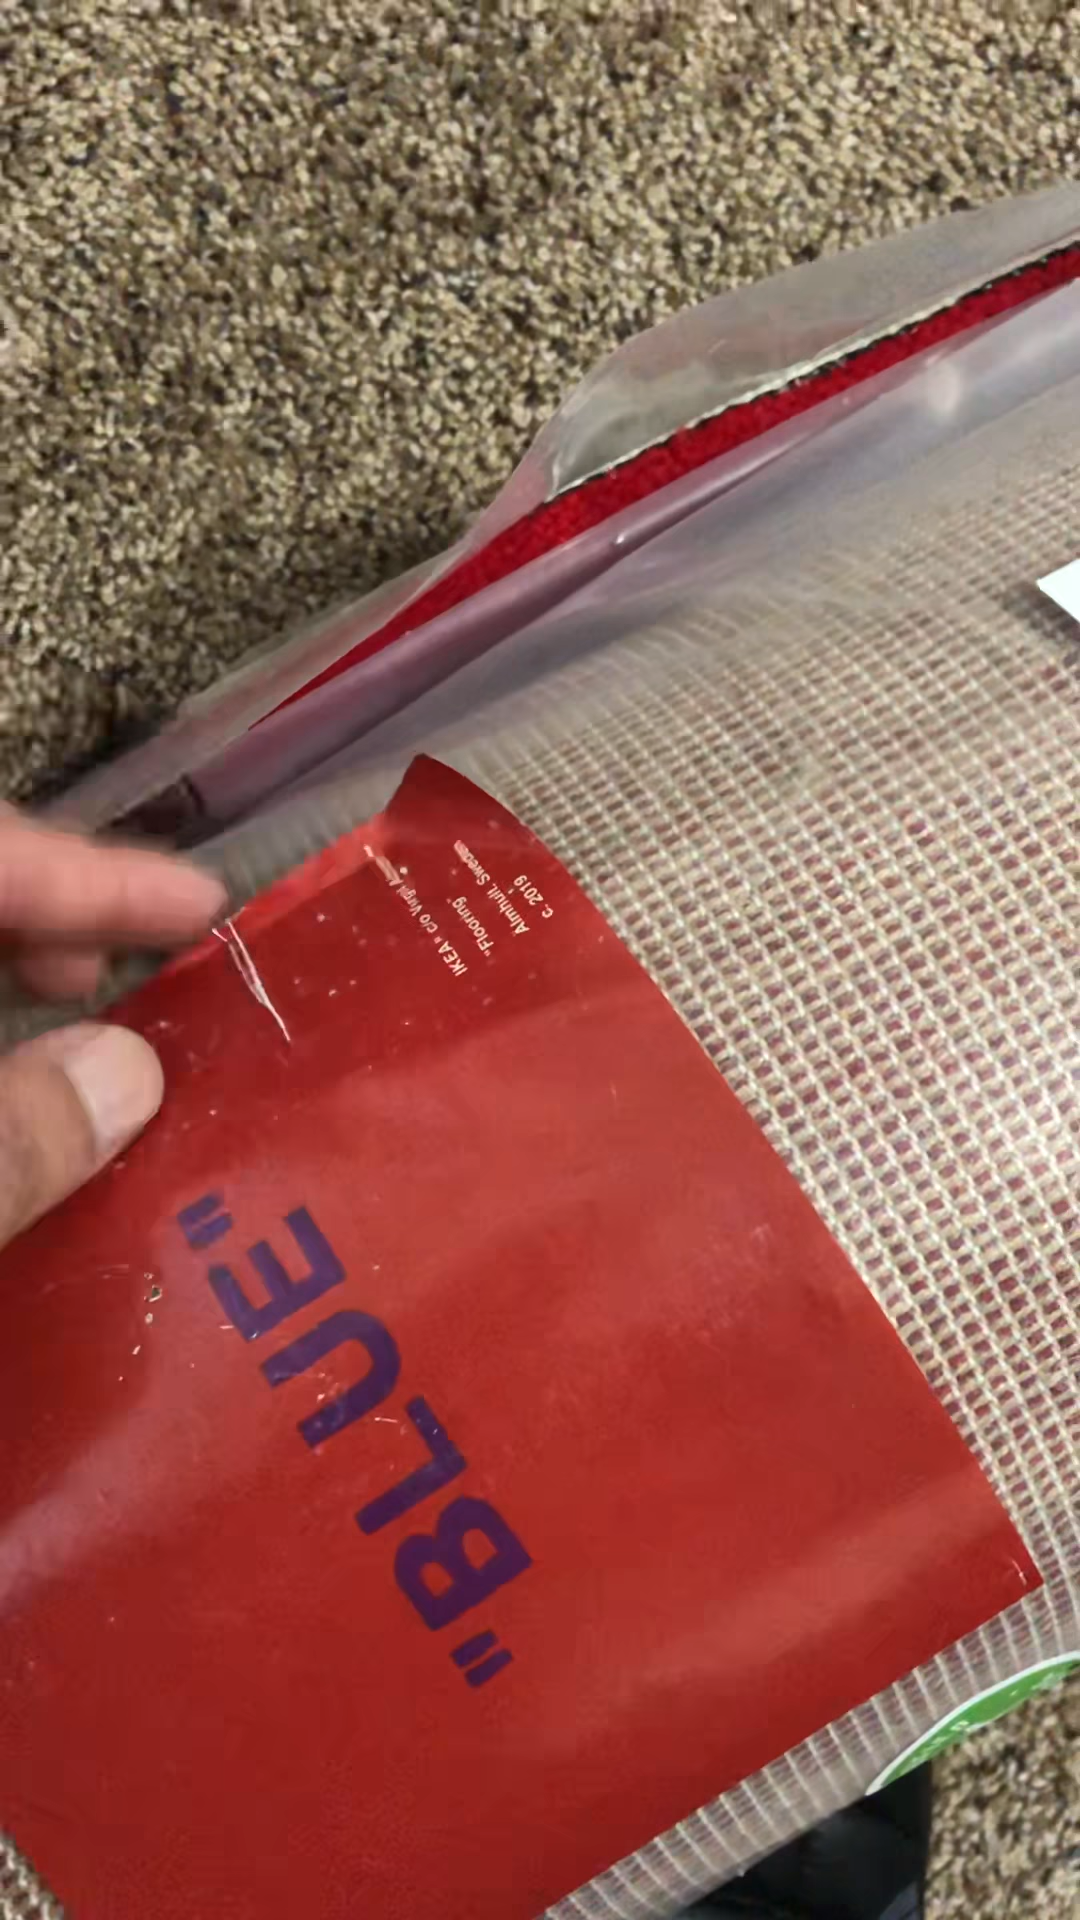 "BLUE"
IKEA" c/o Virgil
"Flooring"
Älmhult, Sweden
c. 2019